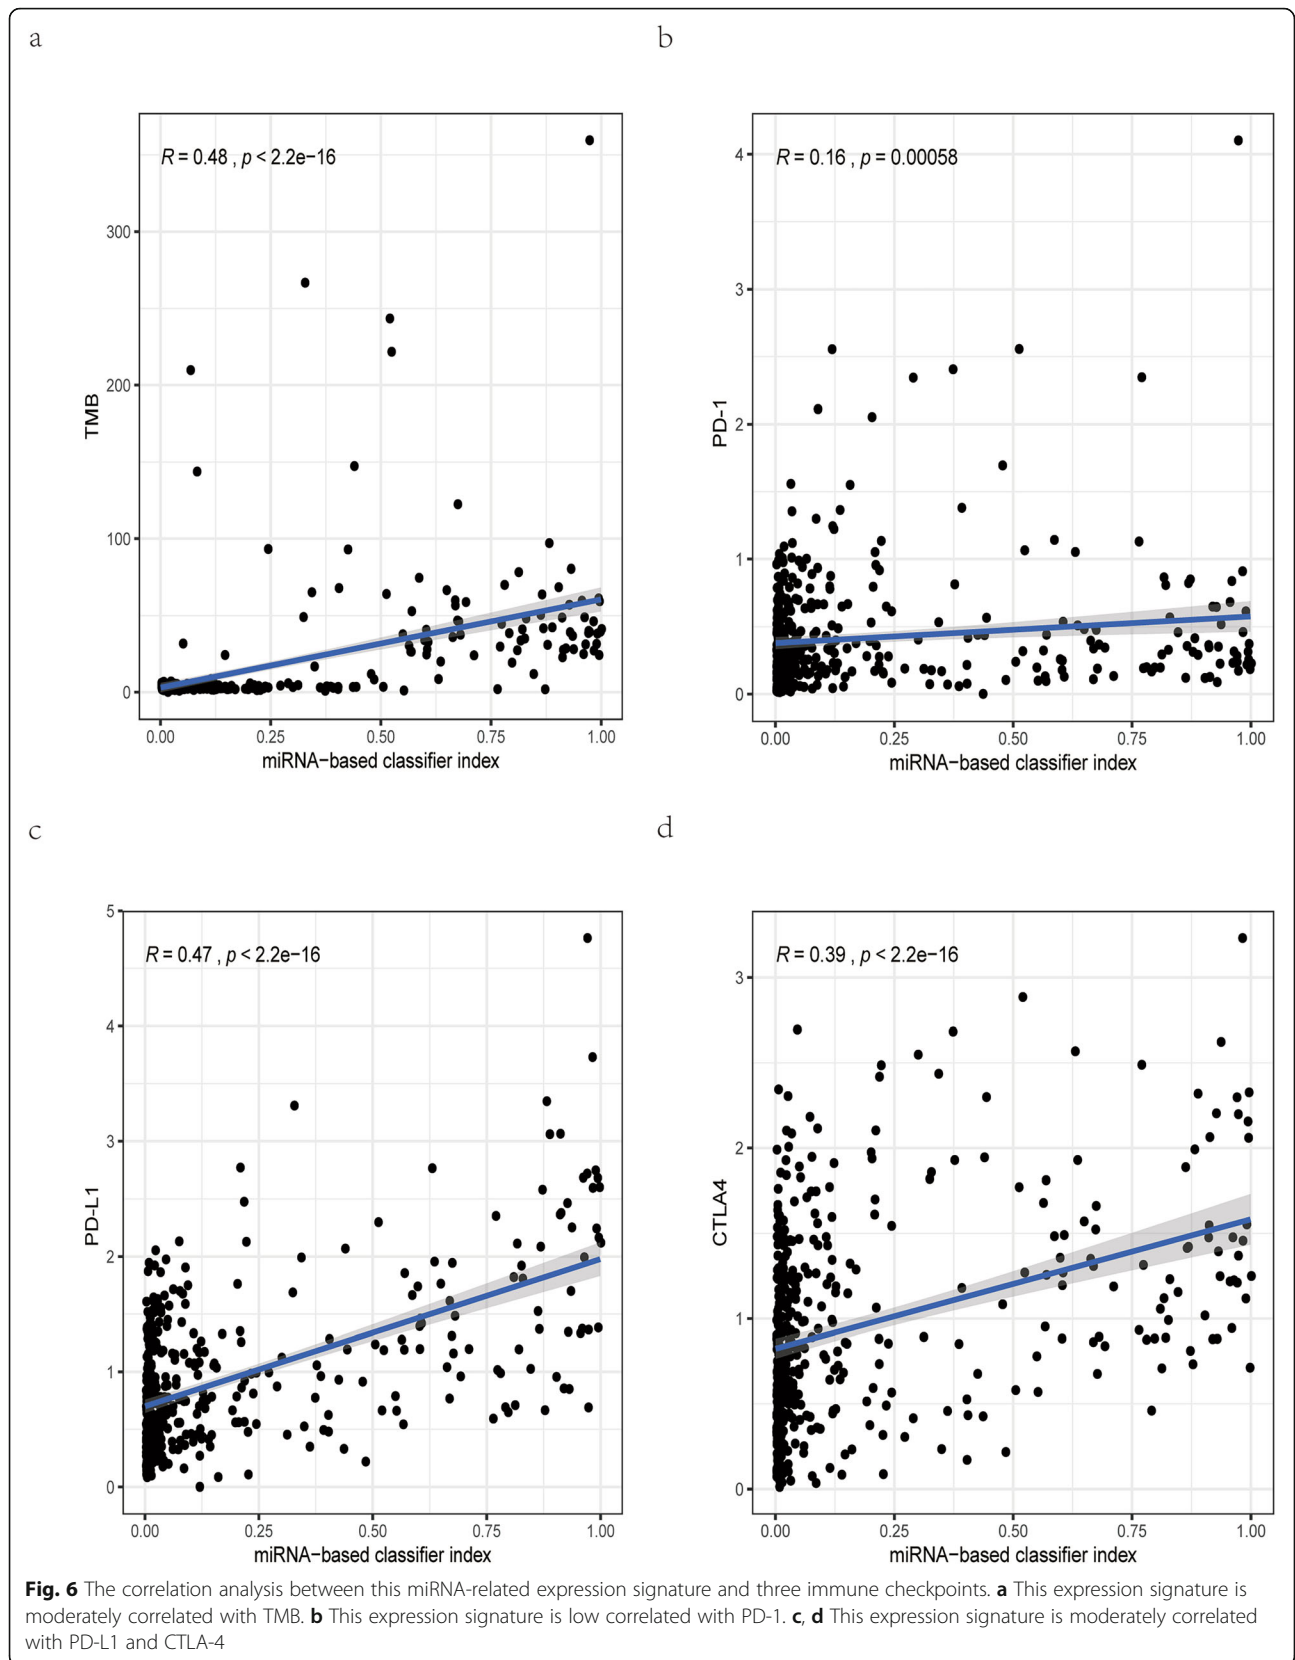 a
R = 0.48 , p < 2.2e−16
300
200
100
0
TMB
0.00 0.25 0.50 0.75 1.00
miRNA−based classifier index
b
R = 0.16 , p = 0.00058
4
3
2
1
0
PD-1
0.00 0.25 0.50 0.75 1.00
miRNA−based classifier index
c
R = 0.47 , p < 2.2e−16
5
4
3
2
1
0
PD-L1
0.00 0.25 0.50 0.75 1.00
miRNA−based classifier index
d
R = 0.39 , p < 2.2e−16
3
2
1
0
CTLA4
0.00 0.25 0.50 0.75 1.00
miRNA−based classifier index
Fig. 6 The correlation analysis between this miRNA-related expression signature and three immune checkpoints. a This expression signature is
moderately correlated with TMB. b This expression signature is low correlated with PD-1. c, d This expression signature is moderately correlated
with PD-L1 and CTLA-4